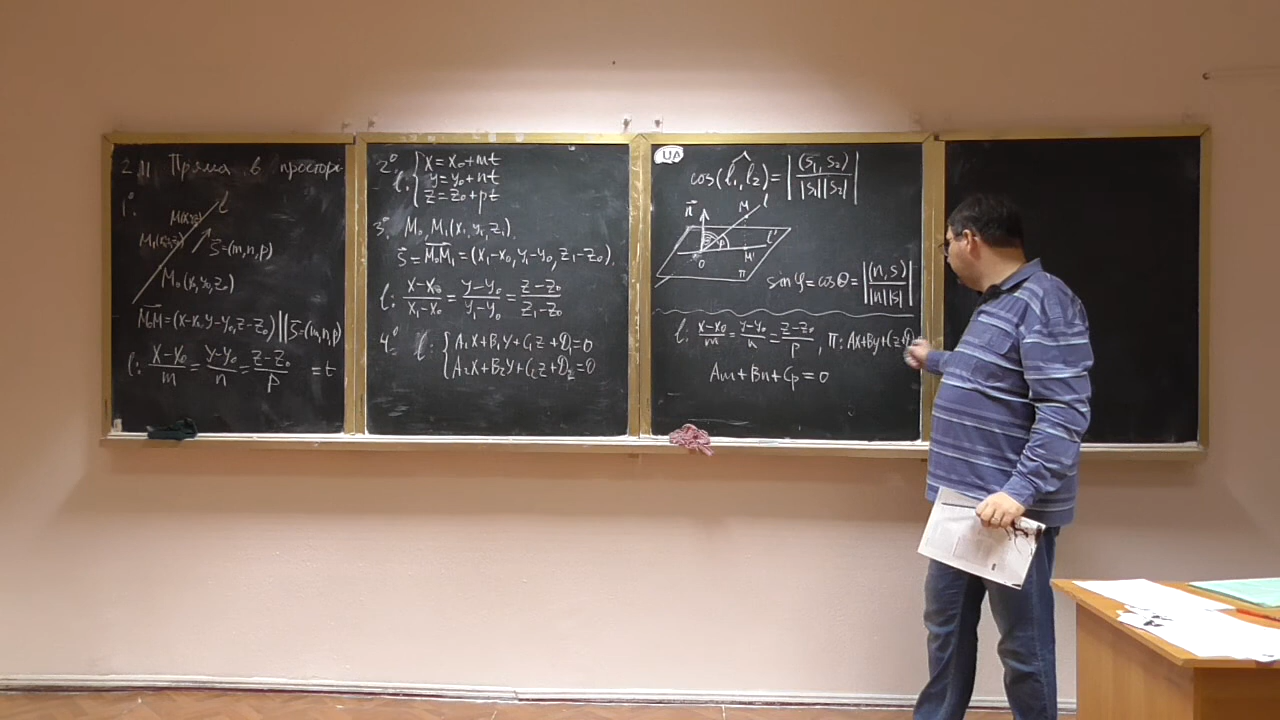 2.11 Пряма в просторі
1°.
l
M(x,y,z)
M₁(x₁,y₁,z₁)
s̄=(m,n,p)
M₀(x₀,y₀,z₀)
M₀M=(x-x₀,y-y₀,z-z₀) || s̄=(m,n,p)
l: (x-x₀)/m = (y-y₀)/n = (z-z₀)/p = t
2°.
l: { x=x₀+mt
y=y₀+nt
z=z₀+pt
3°. M₀, M₁(x₁,y₁,z₁).
s̄=M₀M₁=(x₁-x₀,y₁-y₀,z₁-z₀).
l: (x-x₀)/(x₁-x₀) = (y-y₀)/(y₁-y₀) = (z-z₀)/(z₁-z₀)
4°. l: { A₁x+B₁y+C₁z+D₁=0
A₂x+B₂y+C₂z+D₂=0
UA
cos(l₁,l₂)=|(s₁,s₂)/|s₁||s₂||
n̄
M
l
θ
φ
l'
O
M'
π
sin φ=cos θ=|(n,s)/|n||s||
l: (x-x₀)/m = (y-y₀)/n = (z-z₀)/p, π: Ax+By+Cz+D
Am+Bn+Cp=0